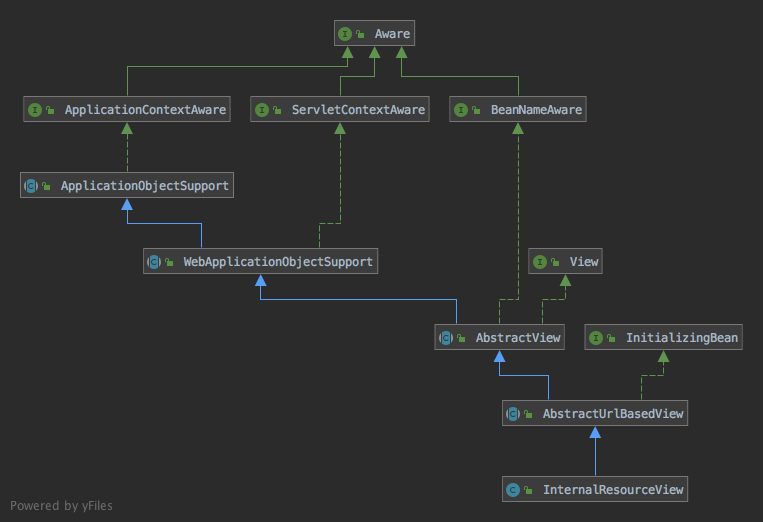 Aware
ApplicationContextAware
ServletContextAware
BeanNameAware
ApplicationObjectSupport
WebApplicationObjectSupport
View
AbstractView
InitializingBean
AbstractUrlBasedView
InternalResourceView
Powered by yFiles